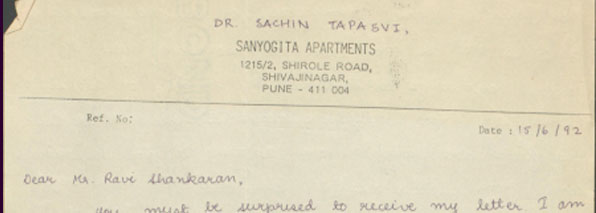 DR. SACHIN TAPASVI,
SANYOGITA APARTMENTS
1215/2, SHIROLE ROAD,
SHIVAJINAGAR,
PUNE - 411 004
Ref. No:
Date : 15/6/92
Dear Mr. Ravi Shankaran,
You must be surprised to receive my letter I am